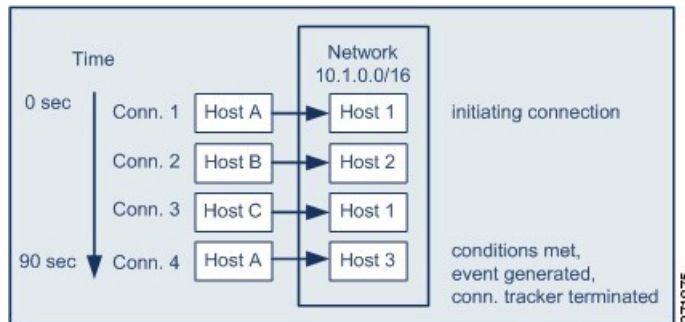 Time
Network
10.1.0.0/16
0 sec
Conn. 1
Host A
Host 1
initiating connection
Conn. 2
Host B
Host 2
Conn. 3
Host C
Host 1
90 sec
Conn. 4
Host A
Host 3
conditions met,
event generated,
conn. tracker terminated